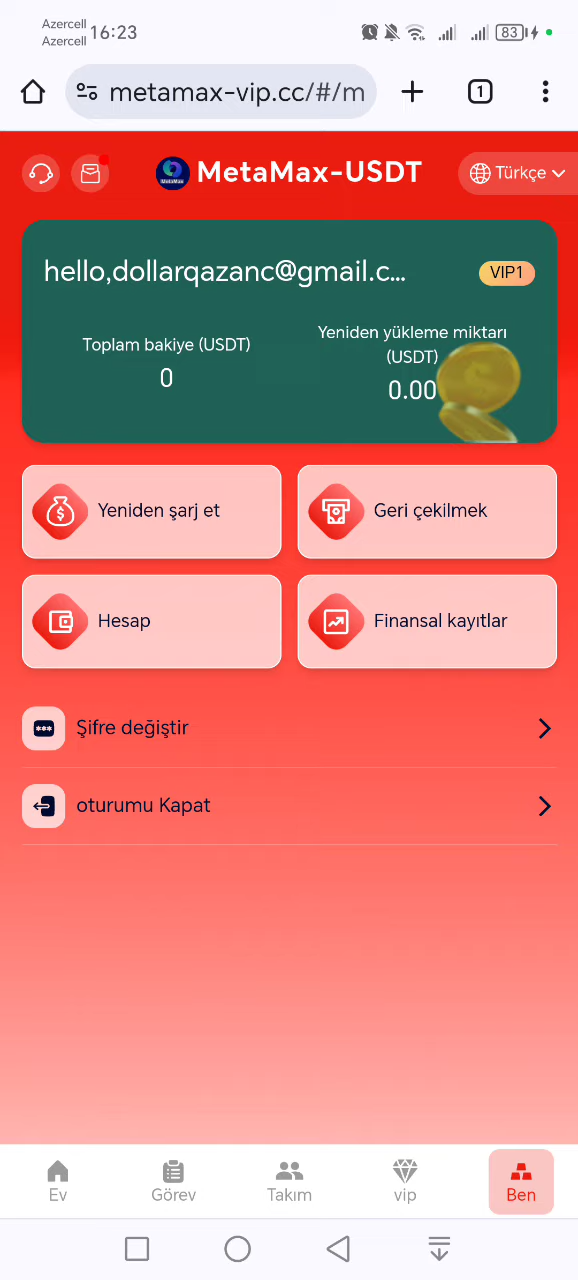 Azercell
Azercell
16:23
83
metamax-vip.cc/#/m
1
MetaMax-USDT
Türkçe
hello,dollarqazanc@gmail.c...
VIP1
Toplam bakiye (USDT)
0
Yeniden yükleme miktarı
(USDT)
0.00
Yeniden şarj et
Geri çekilmek
Hesap
Finansal kayıtlar
Şifre değiştir
oturumu Kapat
Ev
Görev
Takım
vip
Ben